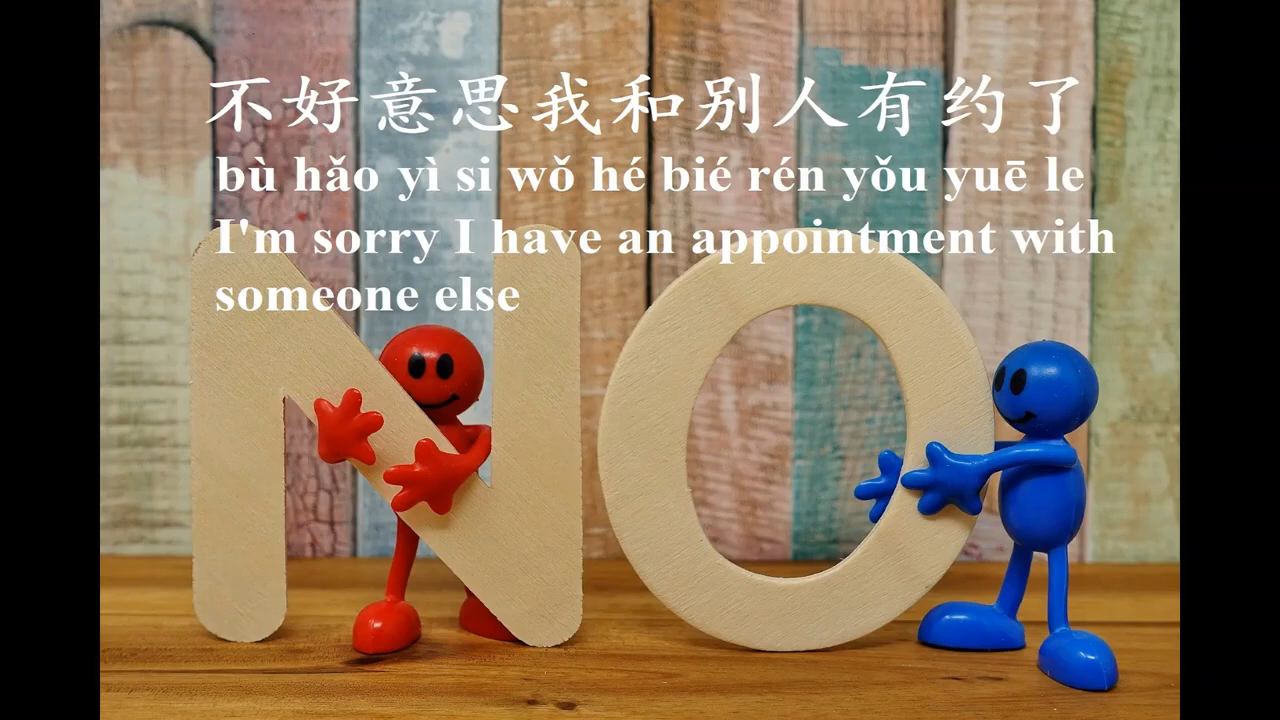 不好意思我和别人有约了
bù hǎo yì si wǒ hé bié rén yǒu yuē le
I'm sorry I have an appointment with
someone else
NO